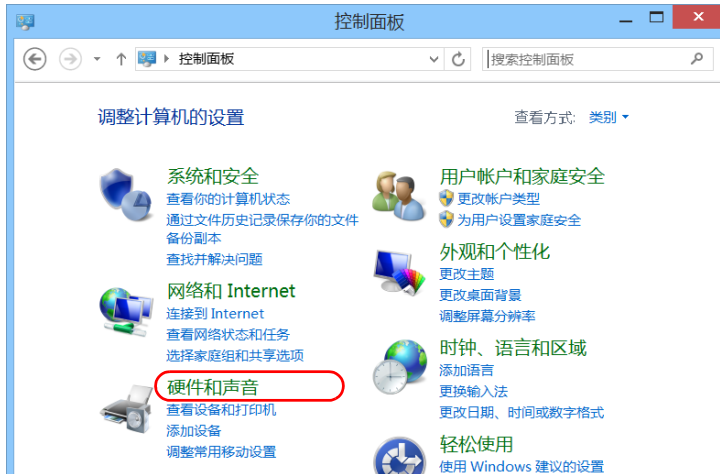 控制面板
控制面板
搜索控制面板
调整计算机的设置
查看方式: 类别
系统和安全
查看你的计算机状态
通过文件历史记录保存你的文件
备份副本
查找并解决问题
网络和 Internet
连接到 Internet
查看网络状态和任务
选择家庭组和共享选项
硬件和声音
查看设备和打印机
添加设备
调整常用移动设置
用户帐户和家庭安全
更改帐户类型
为用户设置家庭安全
外观和个性化
更改主题
更改桌面背景
调整屏幕分辨率
时钟、语言和区域
添加语言
更换输入法
更改日期、时间或数字格式
轻松使用
使用 Windows 建议的设置